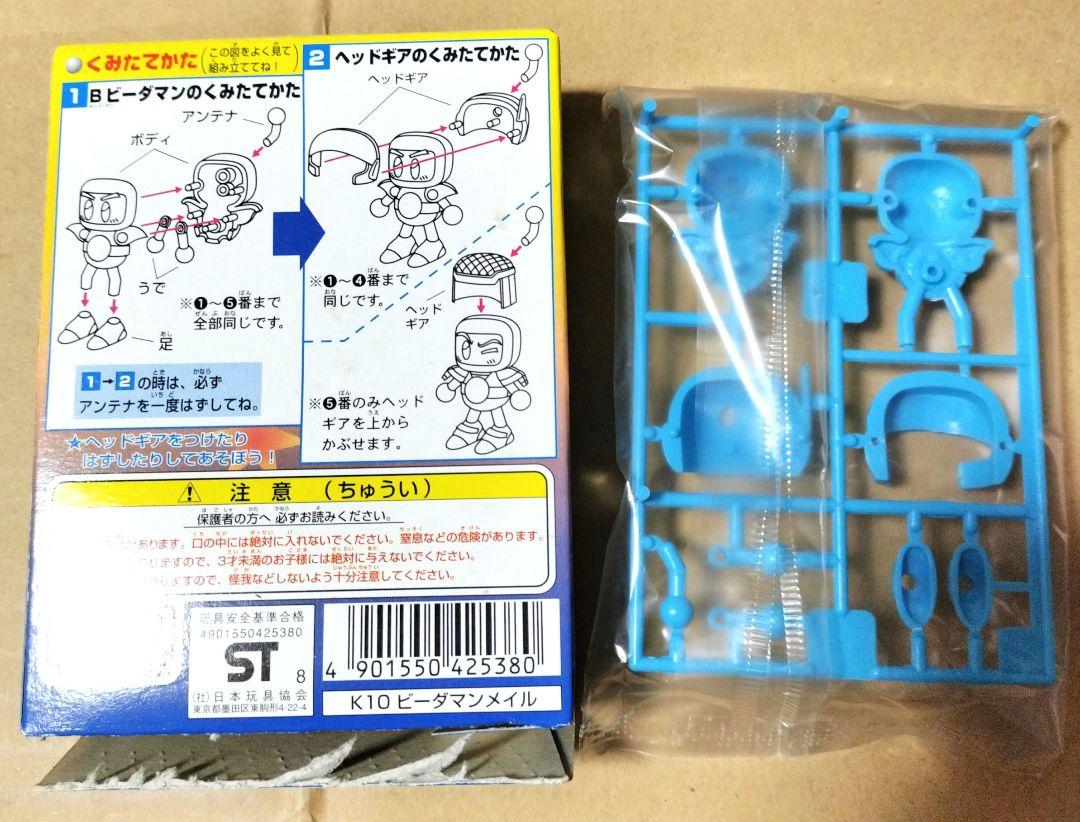 くみたてかた（この図をよく見て
組み立ててね！）
1 B ビーダマンのくみたてかた
アンテナ
ボディ
うで
※❶～❺番まで
全部同じです。
足
1→2の時は、必ず
アンテナを一度はずしてね。
★ヘッドギアをつけたり
はずしたりしてあそぼう！
2 ヘッドギアのくみたてかた
ヘッドギア
※❶～❹番まで
同じです。
ヘッド
ギア
※❺番のみヘッド
ギアを上から
かぶせます。
注意（ちゅうい）
保護者の方へ 必ずお読みください。
あります。口の中には絶対に入れないでください。窒息などの危険があります。
りますので、3才未満のお子様には絶対に与えないでください。
ますので、怪我などしないよう十分注意してください。
玩具安全基準合格
4901550425380
ST 8
(社)日本玩具協会
東京都墨田区東駒形4-22-4
4 901550 425380
K10 ビーダマンメイル